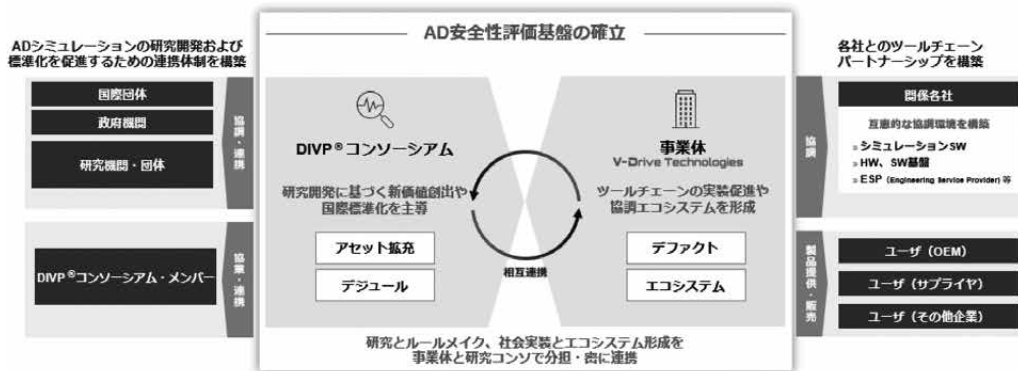 AD安全性評価基盤の確立
ADシミュレーションの研究開発および
標準化を促進するための連携体制を構築
国際団体
政府機関
研究機関・団体
協調・連携
DIVP®コンソーシアム・メンバー
協業・連携
DIVP®コンソーシアム
研究開発に基づく新価値創出や
国際標準化を主導
アセット拡充
デジュール
相互連携
事業体
V-Drive Technologies
ツールチェーンの実装促進や
協調エコシステムを形成
デファクト
エコシステム
研究とルールメイク、社会実装とエコシステム形成を
事業体と研究コンソで分担・密に連携
各社とのツールチェーン
パートナーシップを構築
協調
関係各社
互恵的な協調環境を構築
» シミュレーションSW
» HW、SW基盤
» ESP (Engineering Service Provider) 等
製品提供・販売
ユーザ（OEM）
ユーザ（サプライヤ）
ユーザ（その他企業）